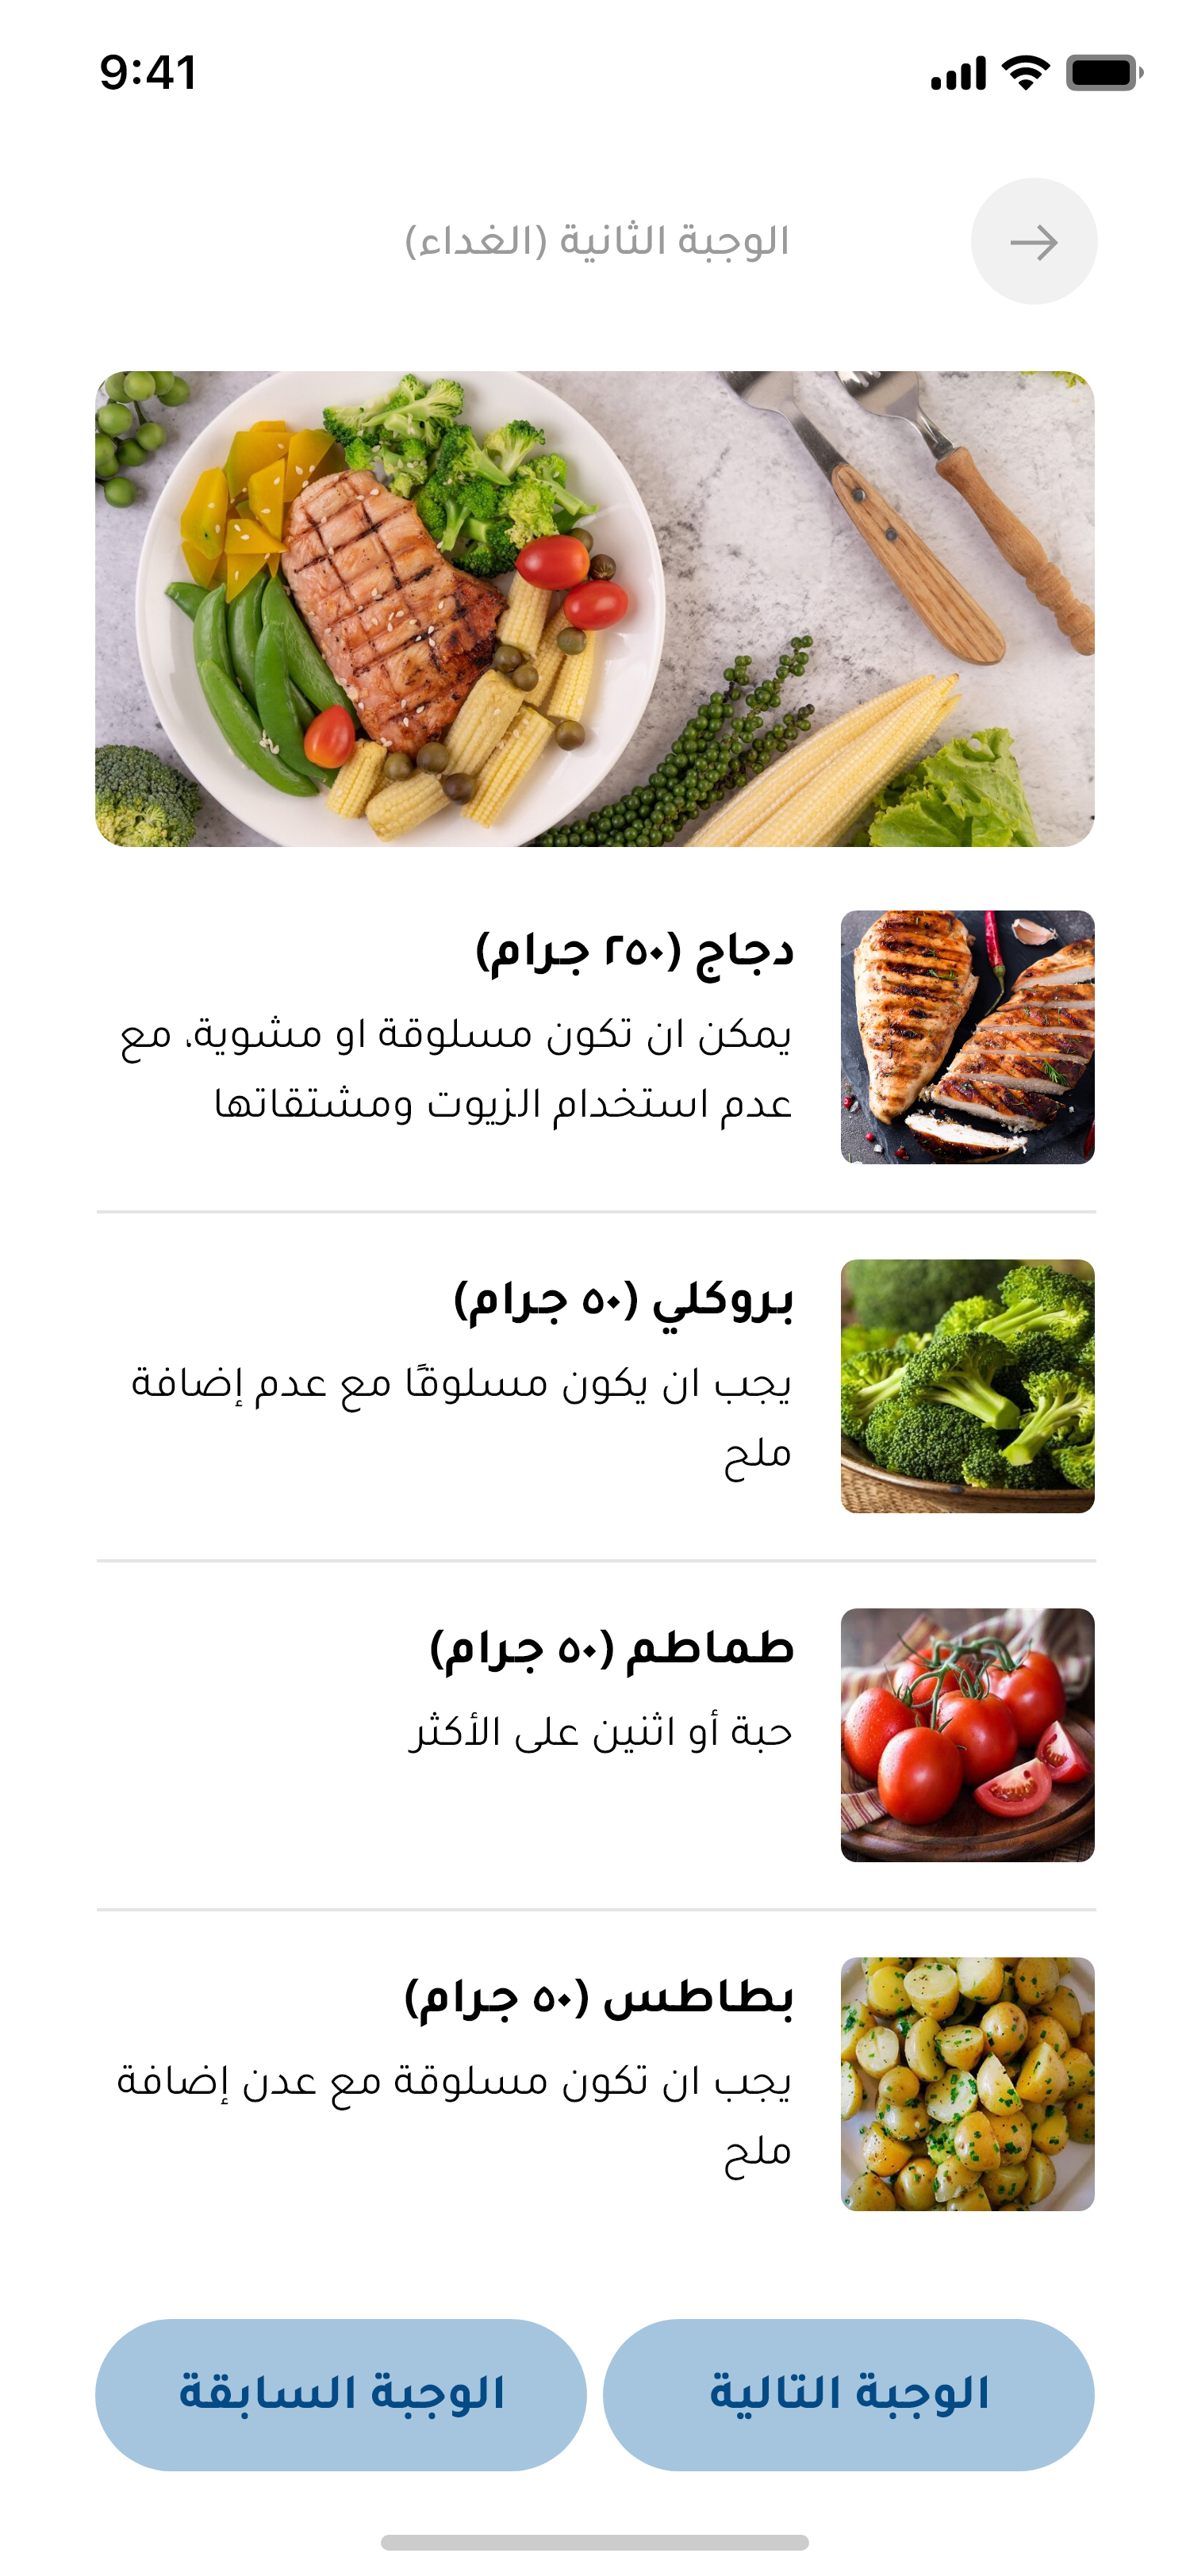 9:41
الوجبة الثانية (الغداء)
دجاج (٢٥٠ جرام)
يمكن ان تكون مسلوقة او مشوية، مع
عدم استخدام الزيوت ومشتقاتها
بروكلي (٥٠ جرام)
يجب ان يكون مسلوقًا مع عدم إضافة
ملح
طماطم (٥٠ جرام)
حبة أو اثنين على الأكثر
بطاطس (٥٠ جرام)
يجب ان تكون مسلوقة مع عدن إضافة
ملح
الوجبة التالية
الوجبة السابقة